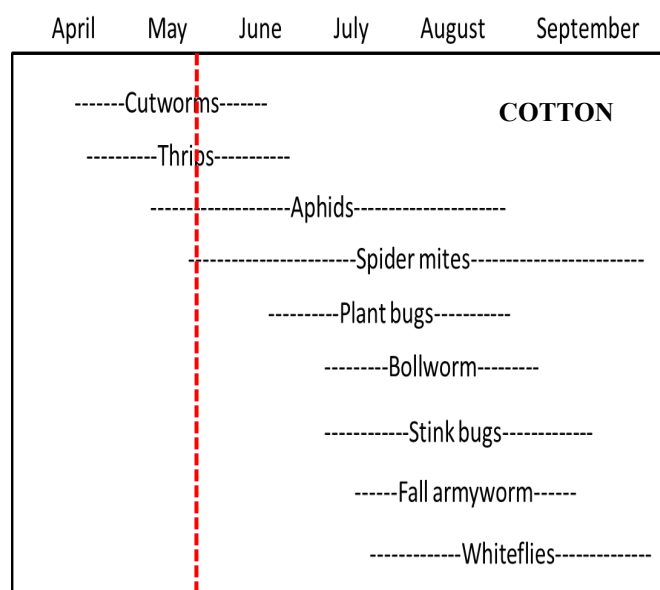 April May June July August September
-------Cutworms-------
COTTON
----------Thrips-----------
--------------------Aphids----------------------
------------------------Spider mites-------------------------
----------Plant bugs-----------
---------Bollworm---------
------------Stink bugs-------------
------Fall armyworm------
-------------Whiteflies--------------